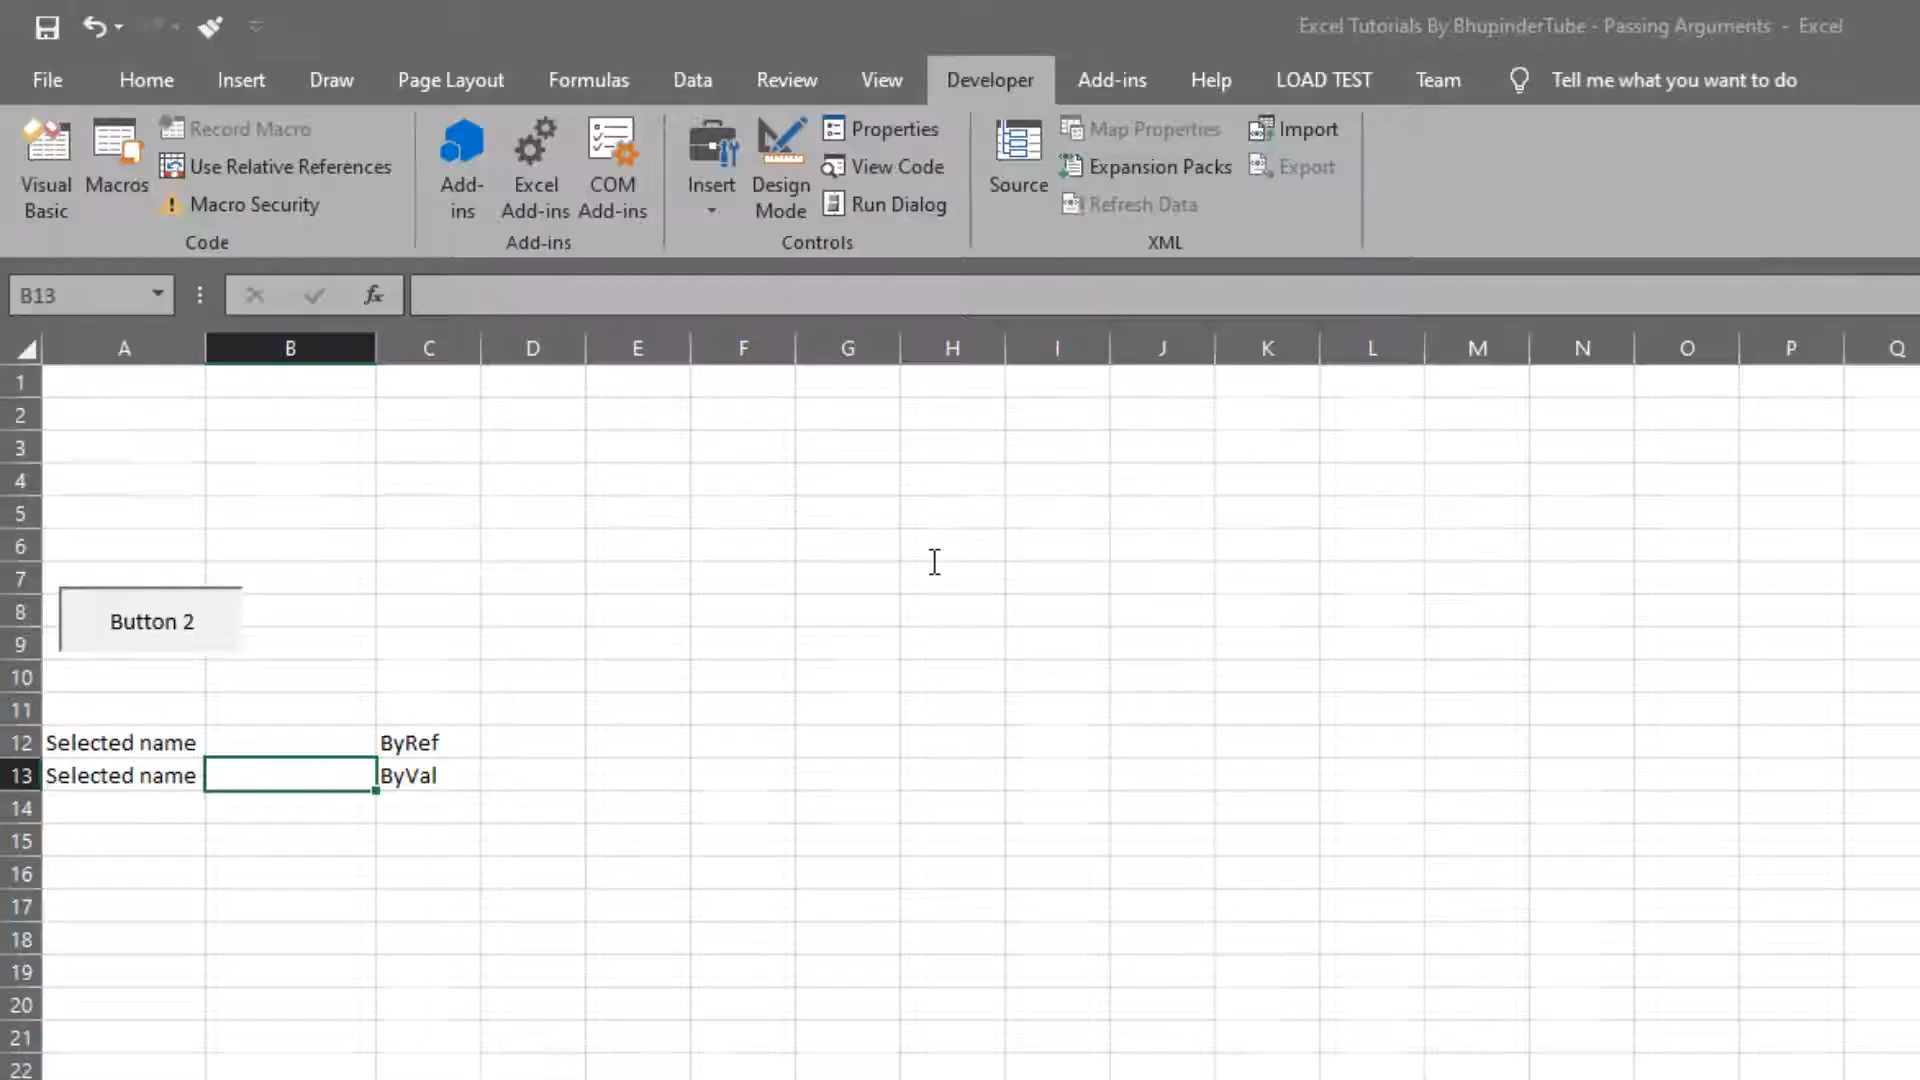 Excel Tutorials By BhupinderTube - Passing Arguments - Excel
File Home Insert Draw Page Layout Formulas Data Review View Developer Add-ins Help LOAD TEST Team Tell me what you want to do
Visual Basic
Macros
Record Macro
Use Relative References
Macro Security
Code
Add-ins
Excel Add-ins
COM Add-ins
Add-ins
Insert
Design Mode
Properties
View Code
Run Dialog
Controls
Source
Map Properties
Expansion Packs
Refresh Data
Import
Export
XML
B13 fx
A B C D E F G H I J K L M N O P Q
1
2
3
4
5
6
7
8 Button 2
9
10
11
12 Selected name ByRef
13 Selected name ByVal
14
15
16
17
18
19
20
21
22